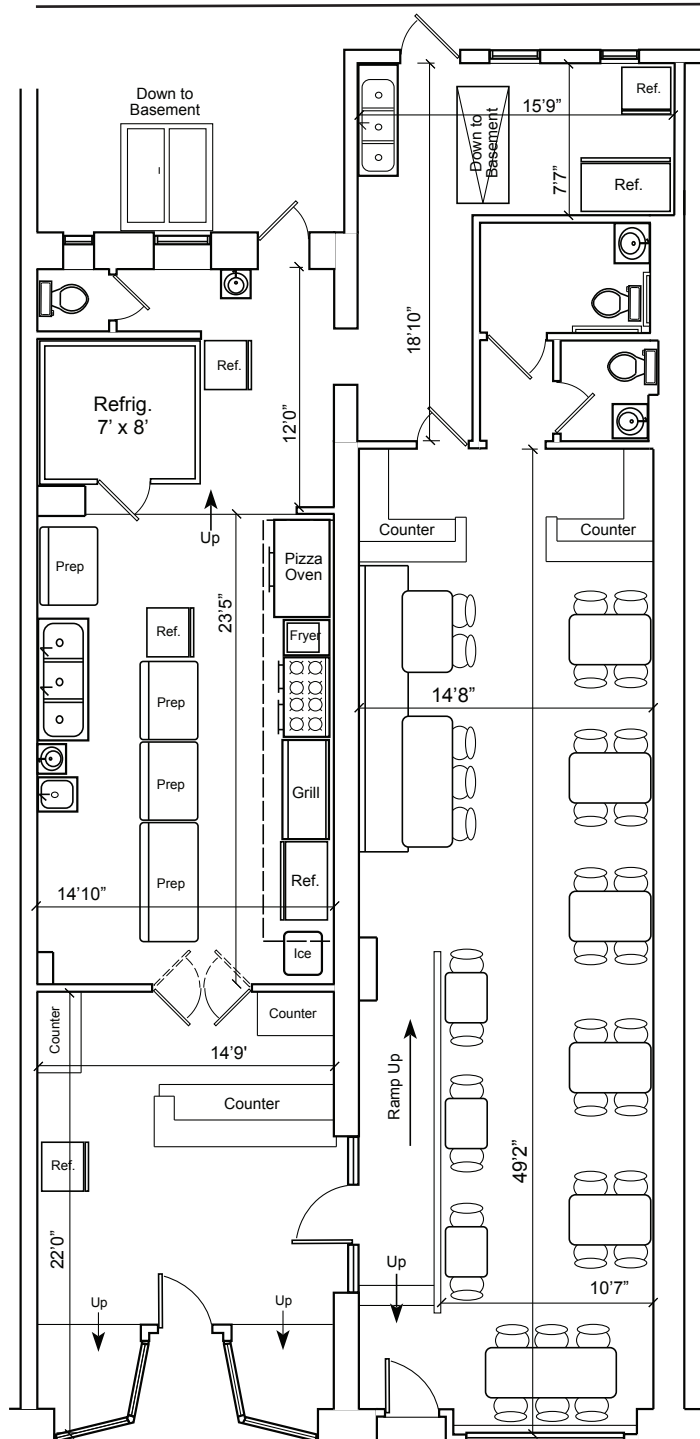 Down to
Basement
Ref.
15’9”
Down to
Basement
7’7”
Ref.
18’10”
Ref.
Refrig.
7’ x 8’
12’0”
Up
Counter
Counter
Prep
Pizza
Oven
23’5”
Fryer
Ref.
Prep
14’8”
Prep
Grill
Prep
Ref.
14’10”
Ice
Counter
Counter
14’9'
Ramp Up
Counter
49’2”
Ref.
22’0”
Up
Up
Up
10’7”